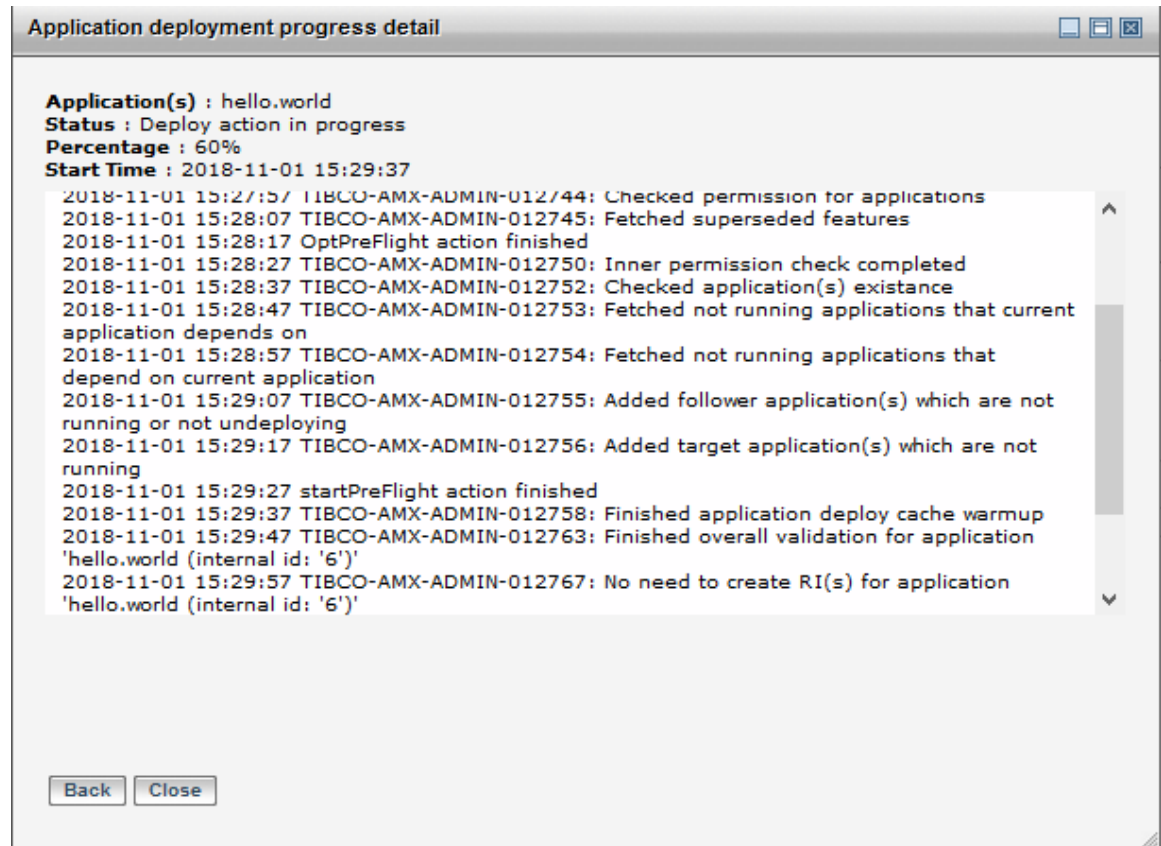 Application deployment progress detail
Application(s) : hello.world
Status : Deploy action in progress
Percentage : 60%
Start Time : 2018-11-01 15:29:37
2018-11-01 15:27:57 TIBCO-AMX-ADMIN-012744: Checked permission for applications
2018-11-01 15:28:07 TIBCO-AMX-ADMIN-012745: Fetched superseded features
2018-11-01 15:28:17 OptPreFlight action finished
2018-11-01 15:28:27 TIBCO-AMX-ADMIN-012750: Inner permission check completed
2018-11-01 15:28:37 TIBCO-AMX-ADMIN-012752: Checked application(s) existance
2018-11-01 15:28:47 TIBCO-AMX-ADMIN-012753: Fetched not running applications that current
application depends on
2018-11-01 15:28:57 TIBCO-AMX-ADMIN-012754: Fetched not running applications that
depend on current application
2018-11-01 15:29:07 TIBCO-AMX-ADMIN-012755: Added follower application(s) which are not
running or not undeploying
2018-11-01 15:29:17 TIBCO-AMX-ADMIN-012756: Added target application(s) which are not
running
2018-11-01 15:29:27 startPreFlight action finished
2018-11-01 15:29:37 TIBCO-AMX-ADMIN-012758: Finished application deploy cache warmup
2018-11-01 15:29:47 TIBCO-AMX-ADMIN-012763: Finished overall validation for application
'hello.world (internal id: '6')'
2018-11-01 15:29:57 TIBCO-AMX-ADMIN-012767: No need to create RI(s) for application
'hello.world (internal id: '6')'
Back Close